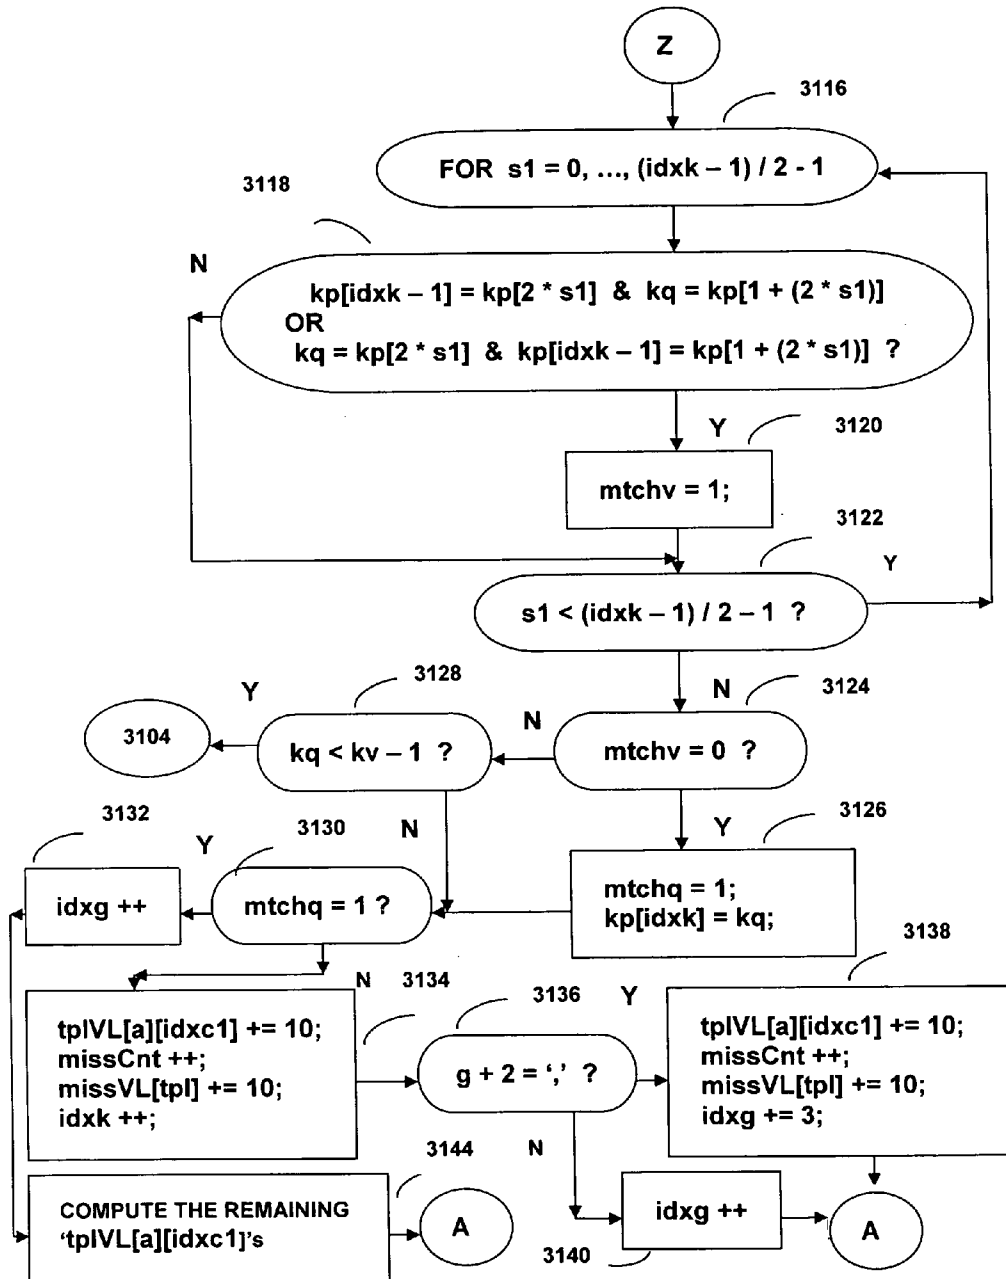 Z
3116
FOR s1 = 0, ..., (idxk – 1) / 2 - 1
3118
N
kp[idxk – 1] = kp[2 * s1] & kq = kp[1 + (2 * s1)]
OR
kq = kp[2 * s1] & kp[idxk – 1] = kp[1 + (2 * s1)] ?
Y
3120
mtchv = 1;
3122
Y
s1 < (idxk – 1) / 2 – 1 ?
N
3124
3128
Y
N
3104
kq < kv – 1 ?
mtchv = 0 ?
3132
Y
3130
N
Y
3126
idxg ++
mtchq = 1 ?
mtchq = 1;
kp[idxk] = kq;
3138
N
3134
3136
Y
tplVL[a][idxc1] += 10;
missCnt ++;
missVL[tpl] += 10;
idxk ++;
g + 2 = ‘,’ ?
tplVL[a][idxc1] += 10;
missCnt ++;
missVL[tpl] += 10;
idxg += 3;
N
3144
COMPUTE THE REMAINING
‘tplVL[a][idxc1]’s
A
idxg ++
3140
A